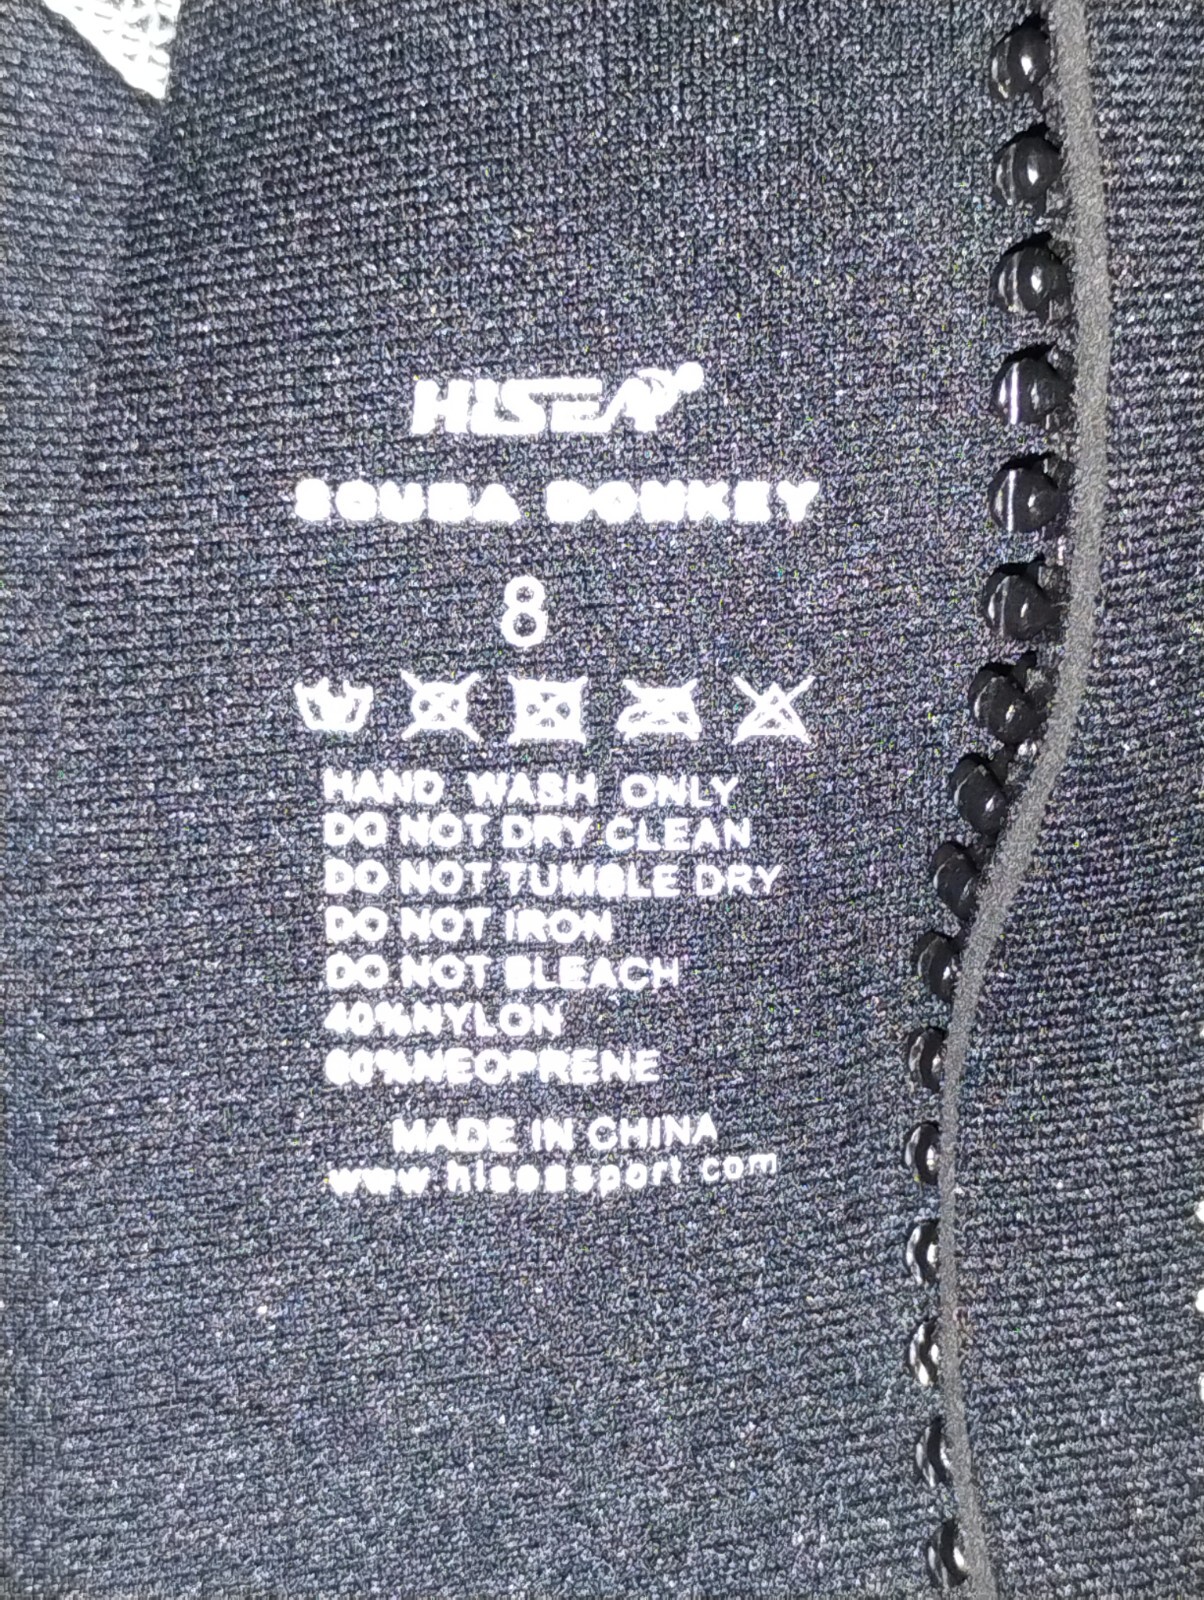 HISEA®
SCUBA DONKEY
8
HAND WASH ONLY
DO NOT DRY CLEAN
DO NOT TUMBLE DRY
DO NOT IRON
DO NOT BLEACH
40%NYLON
60%NEOPRENE
MADE IN CHINA
www.hiseasport.com